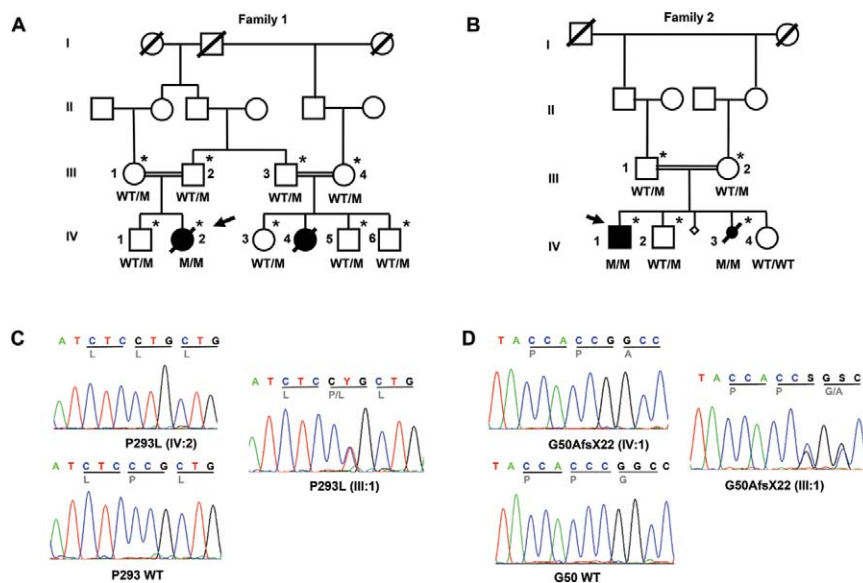 A
Family 1
I
II
III
1 * 2 * 3 * 4 *
WT/M WT/M WT/M WT/M
IV
1 * 2 * 3 * 4 5 * 6 *
WT/M M/M WT/M WT/M WT/M
B
Family 2
I
II
III
1 * 2 *
WT/M WT/M
IV
1 * 2 * 3 * 4
M/M WT/M M/M WT/WT
C
A T C T C C T G C T G
L L L
P293L (IV:2)
A T C T C C C G C T G
L P L
P293 WT
A T C T C C Y G C T G
L P/L L
P293L (III:1)
D
T A C C A C C G G C C
P P A
G50AfsX22 (IV:1)
T A C C A C C C G G C C
P P G
G50 WT
T A C C A C C S G S C
P P G/A
G50AfsX22 (III:1)